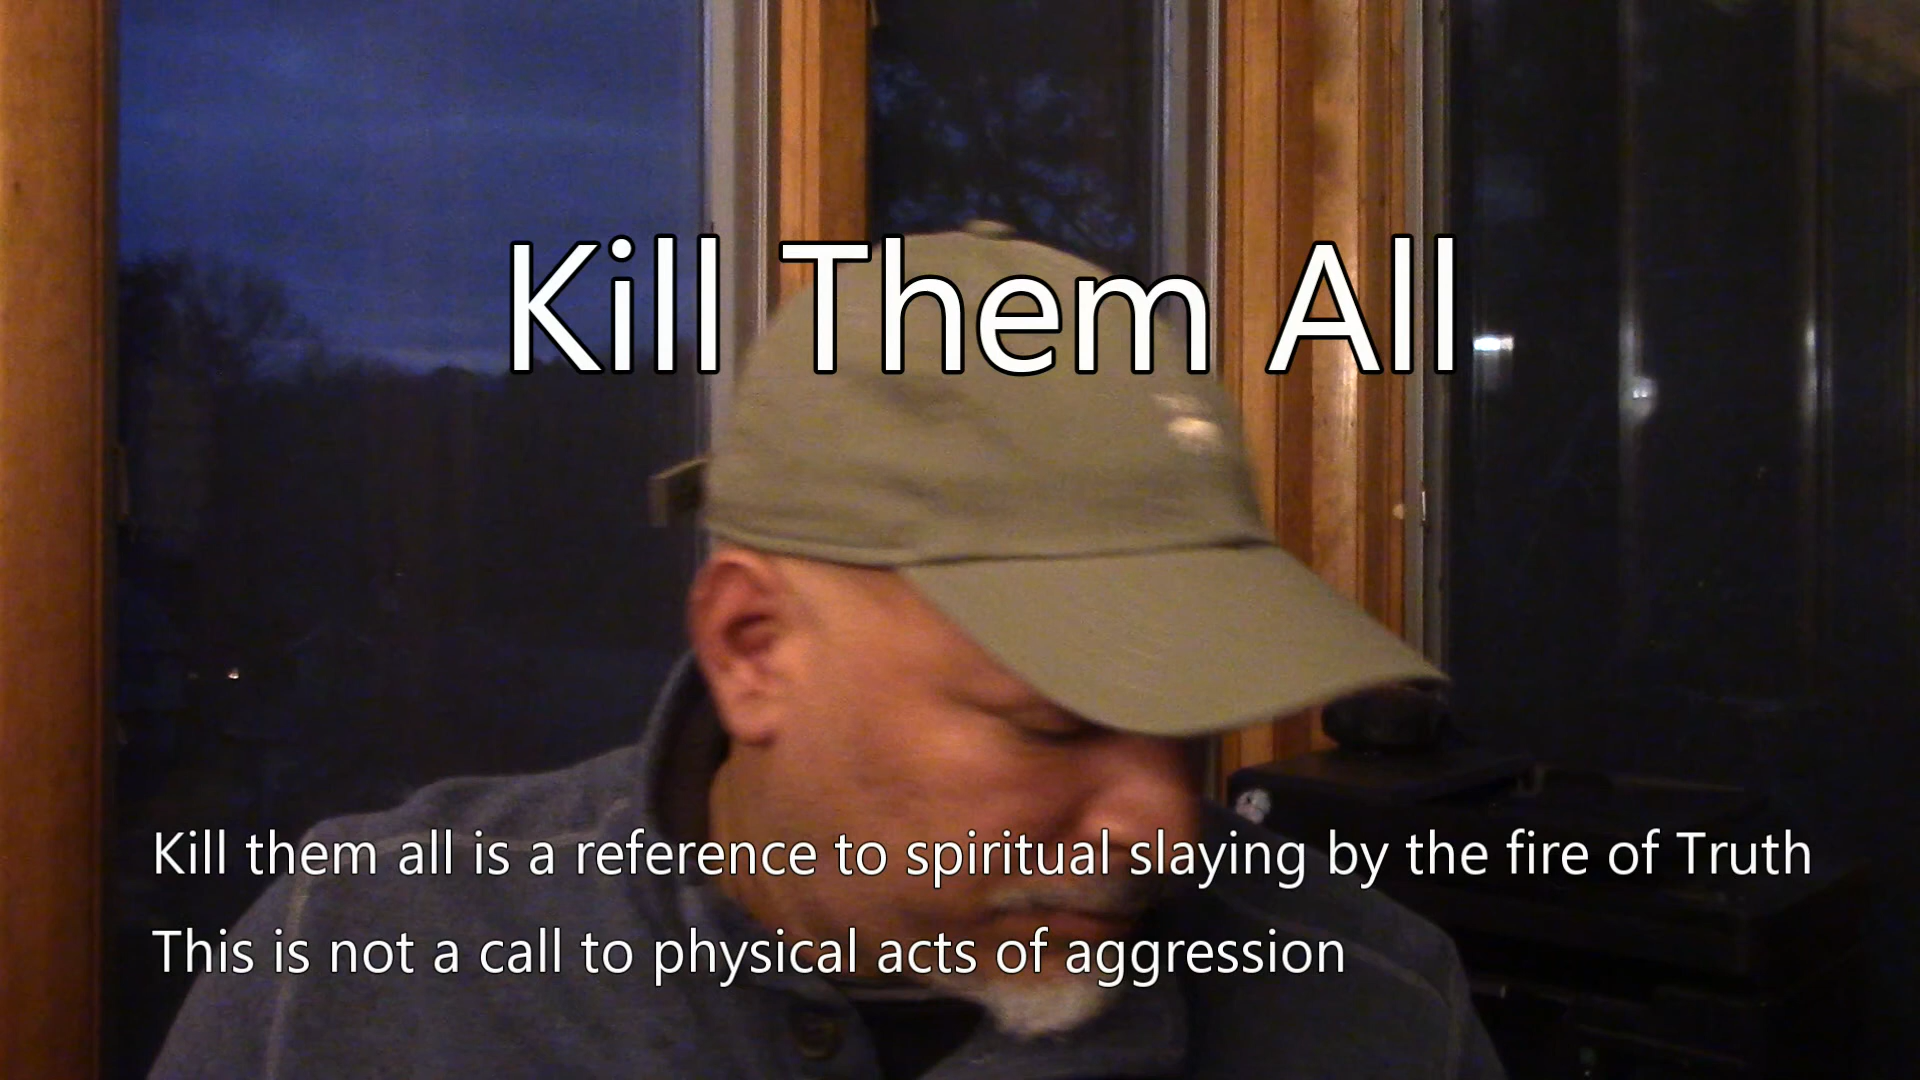 Kill Them All
Kill them all is a reference to spiritual slaying by the fire of Truth
This is not a call to physical acts of aggression